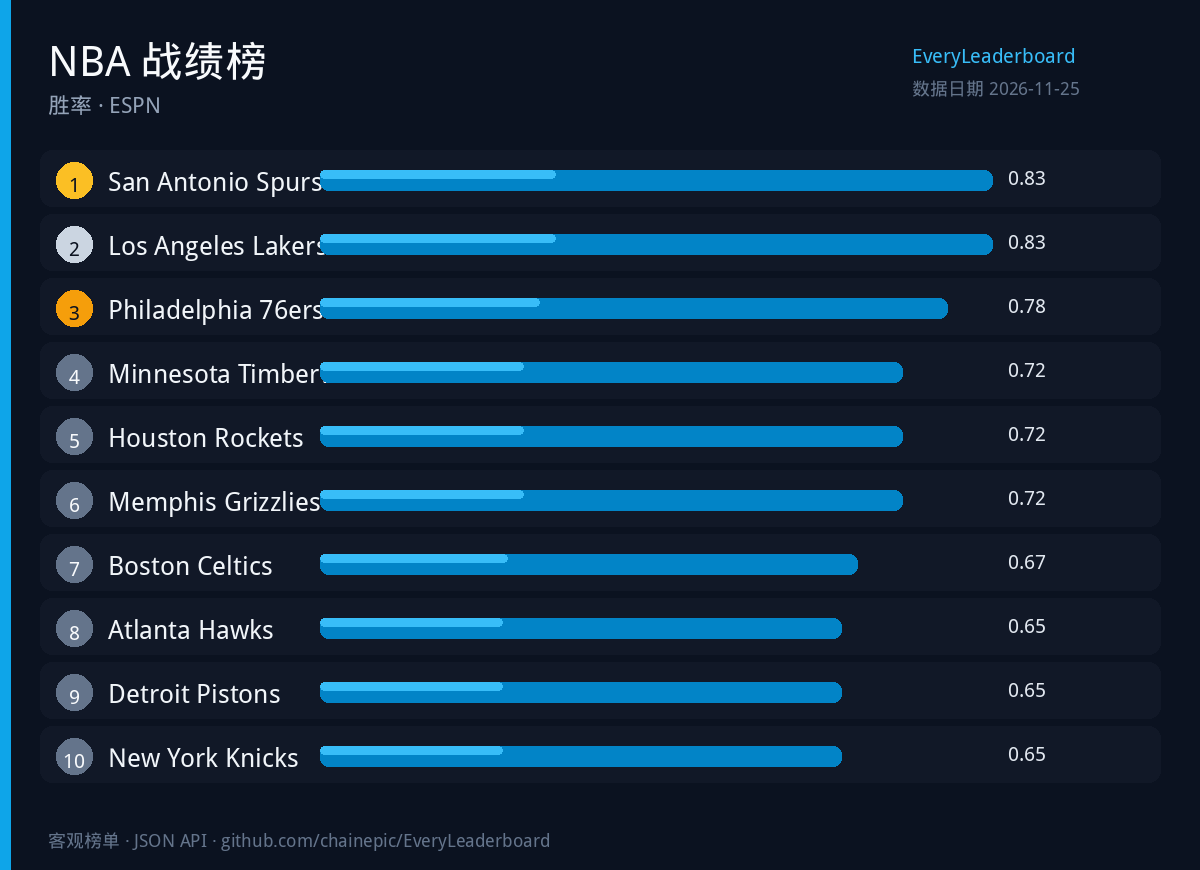 NBA 战绩榜
胜率 · ESPN
EveryLeaderboard
数据日期 2026-11-25
1 San Antonio Spurs 0.83
2 Los Angeles Lakers 0.83
3 Philadelphia 76ers 0.78
4 Minnesota Timber 0.72
5 Houston Rockets 0.72
6 Memphis Grizzlies 0.72
7 Boston Celtics 0.67
8 Atlanta Hawks 0.65
9 Detroit Pistons 0.65
10 New York Knicks 0.65
客观榜单 · JSON API · github.com/chainepic/EveryLeaderboard